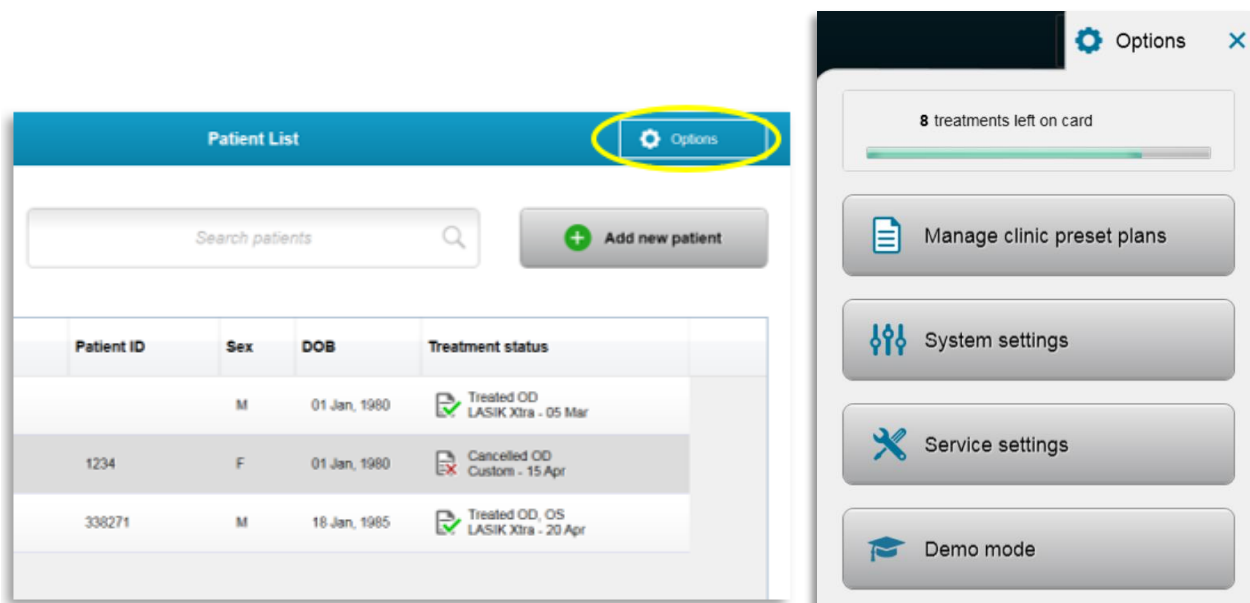 Patient List
Options
Search patients
Add new patient
Patient ID Sex DOB Treatment status
M 01 Jan, 1980 Treated OD
LASIK Xtra - 05 Mar
1234 F 01 Jan, 1980 Cancelled OD
Custom - 15 Apr
338271 M 18 Jan, 1985 Treated OD, OS
LASIK Xtra - 20 Apr
Options
8 treatments left on card
Manage clinic preset plans
System settings
Service settings
Demo mode